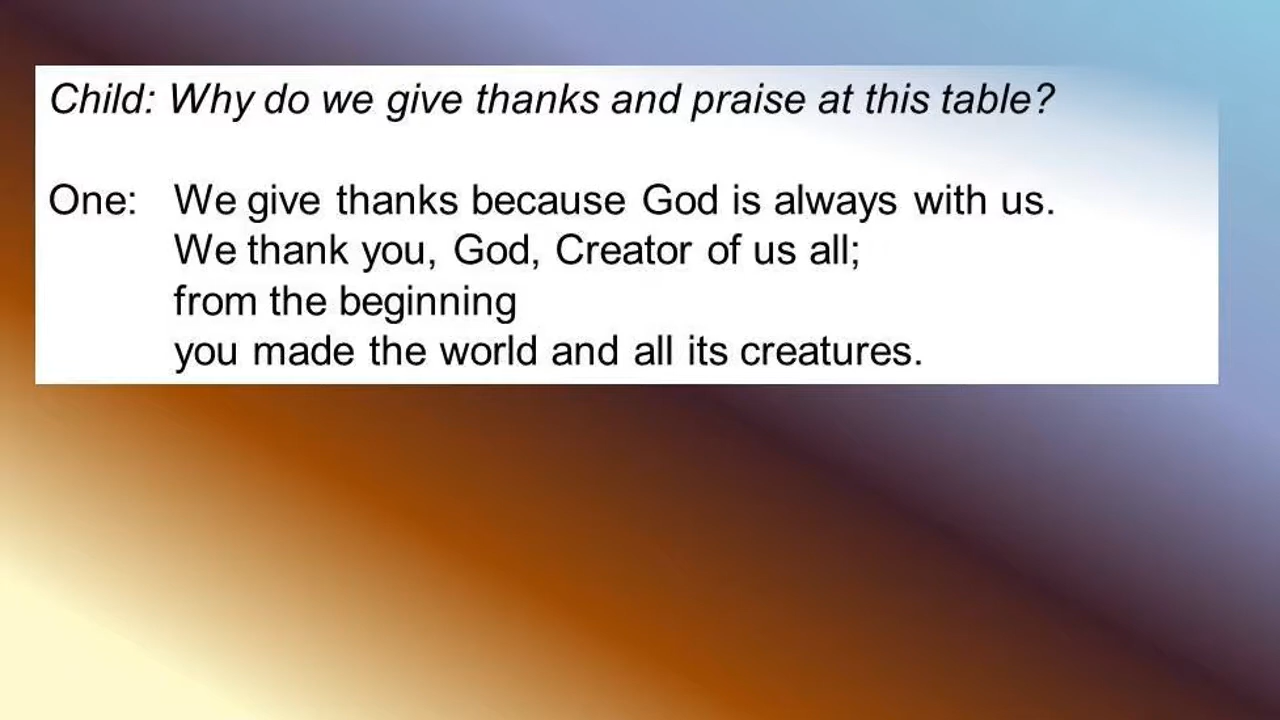 Child: Why do we give thanks and praise at this table?
One: We give thanks because God is always with us.
We thank you, God, Creator of us all;
from the beginning
you made the world and all its creatures.